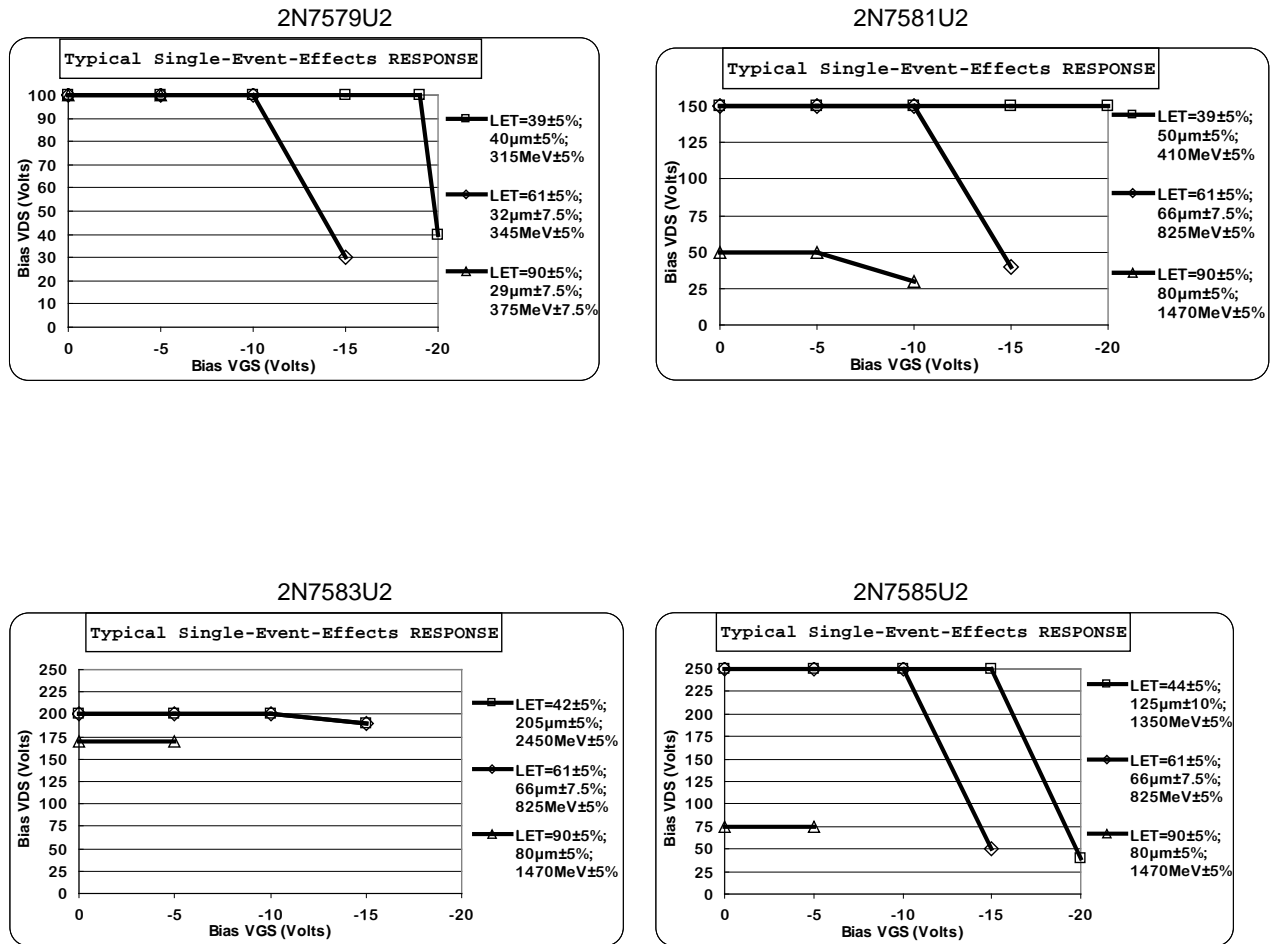 2N7579U2
Typical Single-Event-Effects RESPONSE
100
90
80
70
60
50
40
30
20
10
0
Bias VDS (Volts)
0 -5 -10 -15 -20
Bias VGS (Volts)
LET=39±5%;
40µm±5%;
315MeV±5%
LET=61±5%;
32µm±7.5%;
345MeV±5%
LET=90±5%;
29µm±7.5%;
375MeV±7.5%
2N7581U2
Typical Single-Event-Effects RESPONSE
150
125
100
75
50
25
0
Bias VDS (Volts)
0 -5 -10 -15 -20
Bias VGS (Volts)
LET=39±5%;
50µm±5%;
410MeV±5%
LET=61±5%;
66µm±7.5%;
825MeV±5%
LET=90±5%;
80µm±5%;
1470MeV±5%
2N7583U2
Typical Single-Event-Effects RESPONSE
250
225
200
175
150
125
100
75
50
25
0
Bias VDS (Volts)
0 -5 -10 -15 -20
Bias VGS (Volts)
LET=42±5%;
205µm±5%;
2450MeV±5%
LET=61±5%;
66µm±7.5%;
825MeV±5%
LET=90±5%;
80µm±5%;
1470MeV±5%
2N7585U2
Typical Single-Event-Effects RESPONSE
250
225
200
175
150
125
100
75
50
25
0
Bias VDS (Volts)
0 -5 -10 -15 -20
Bias VGS (Volts)
LET=44±5%;
125µm±10%;
1350MeV±5%
LET=61±5%;
66µm±7.5%;
825MeV±5%
LET=90±5%;
80µm±5%;
1470MeV±5%